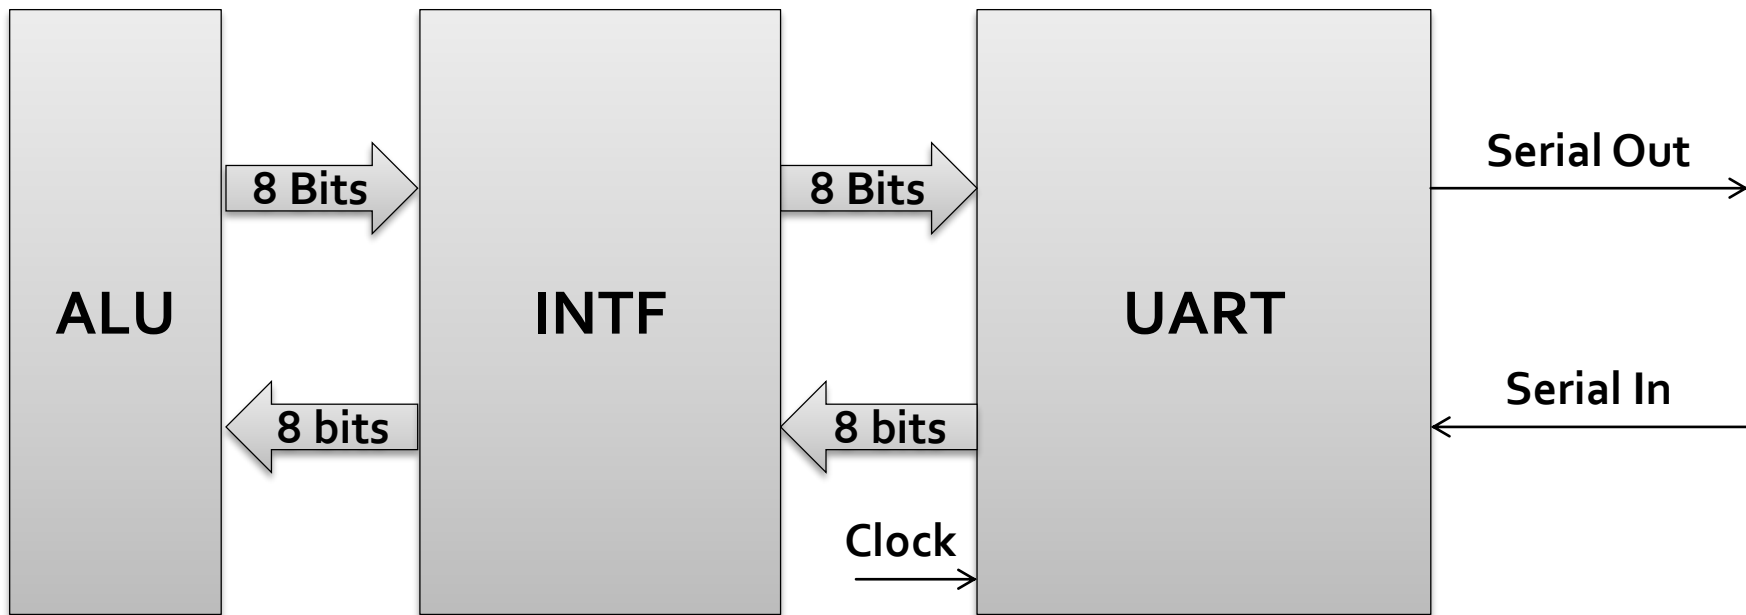 Serial Out
8 Bits
8 Bits
ALU
INTF
UART
Serial In
8 bits
8 bits
Clock